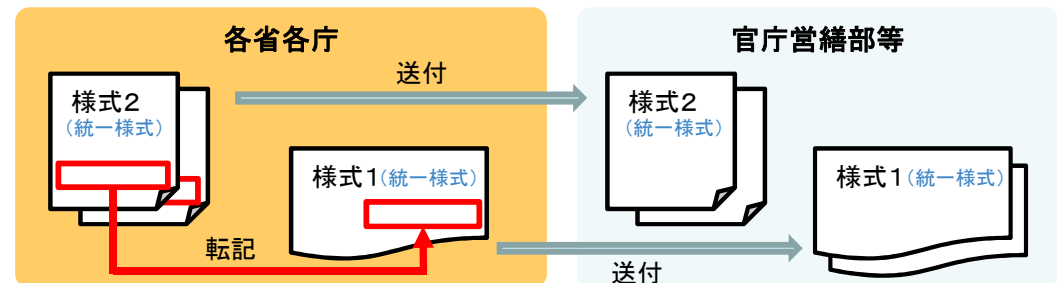 各省各庁
官庁営繕部等
送付
様式２
(統一様式)
様式２
(統一様式)
様式1(統一様式)
様式1(統一様式)
転記
送付